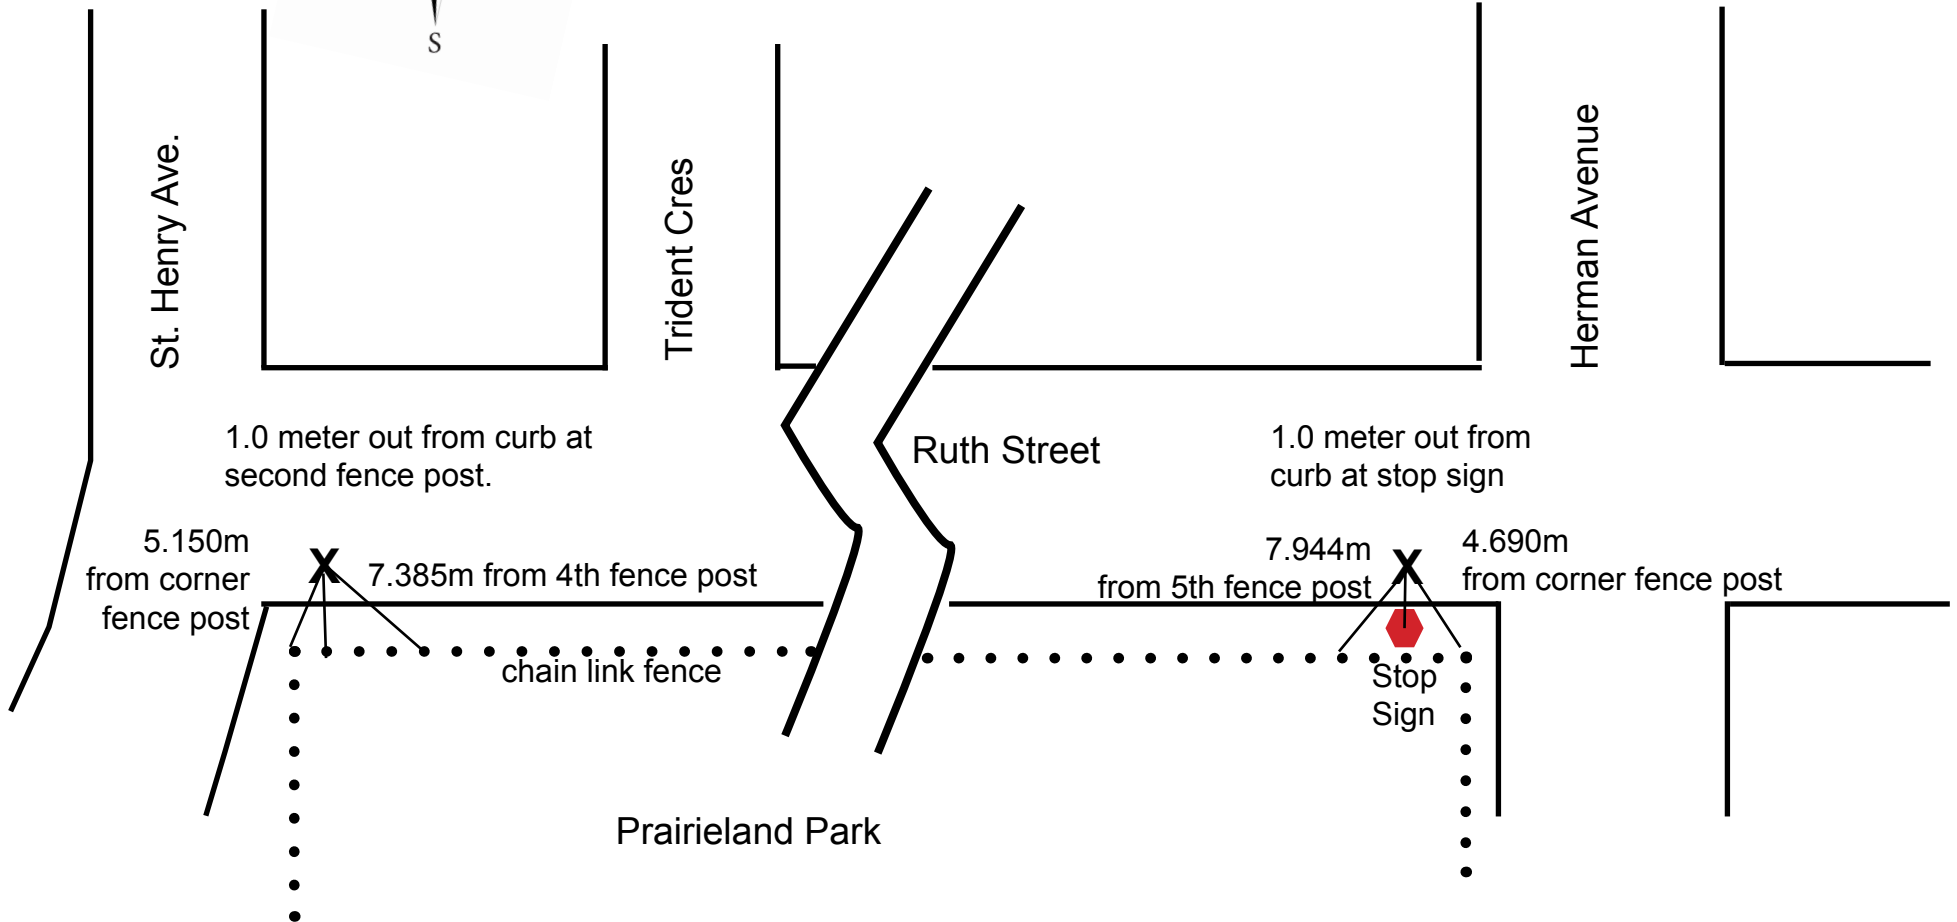 S
St. Henry Ave.
Trident Cres
Herman Avenue
1.0 meter out from curb at
second fence post.
Ruth Street
1.0 meter out from
curb at stop sign
5.150m
from corner
fence post
X
7.385m from 4th fence post
7.944m
from 5th fence post
X
4.690m
from corner fence post
chain link fence
Stop
Sign
Prairieland Park